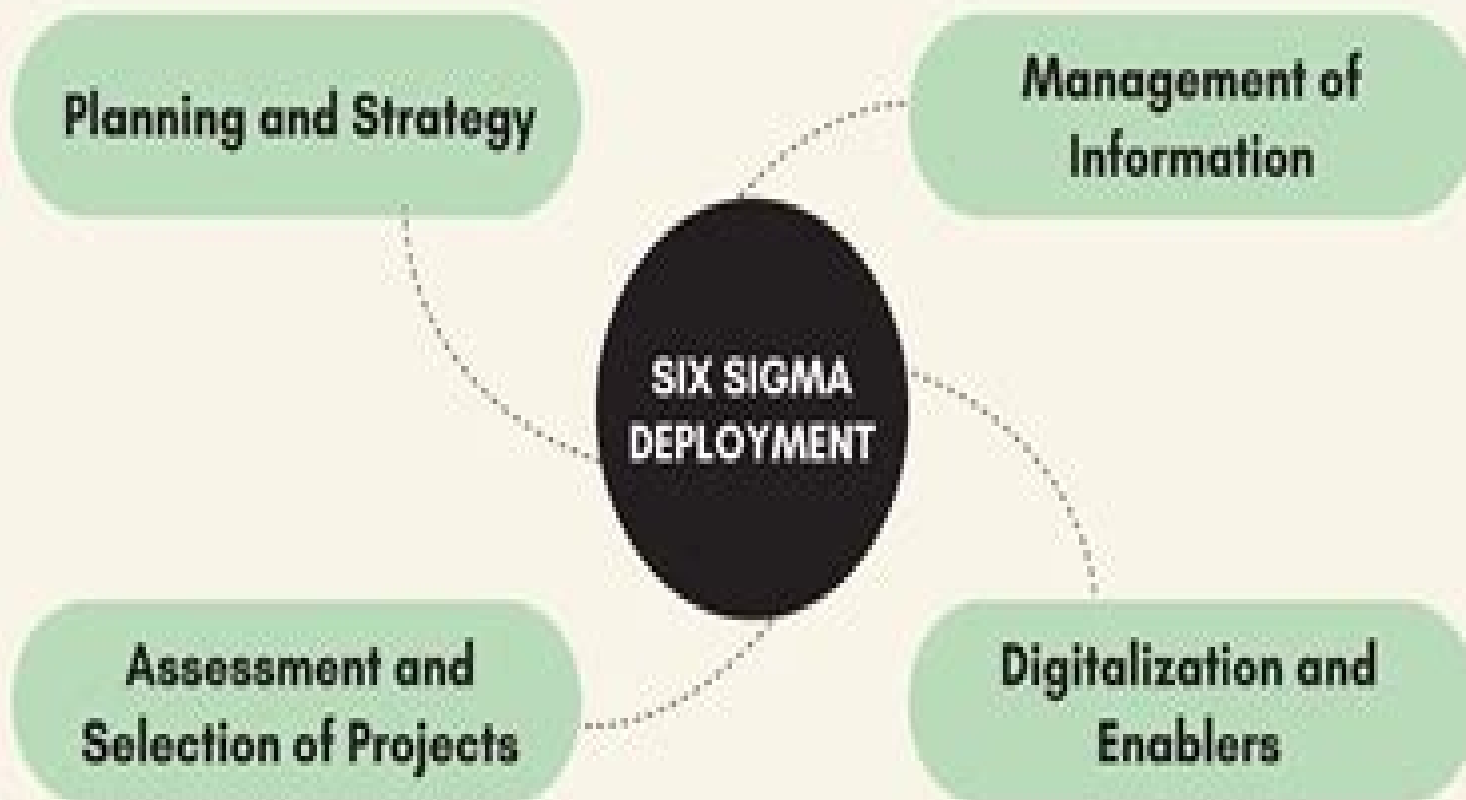 Planning and Strategy
Management of
Information
SIX SIGMA
DEPLOYMENT
Assessment and
Selection of Projects
Digitalization and
Enablers